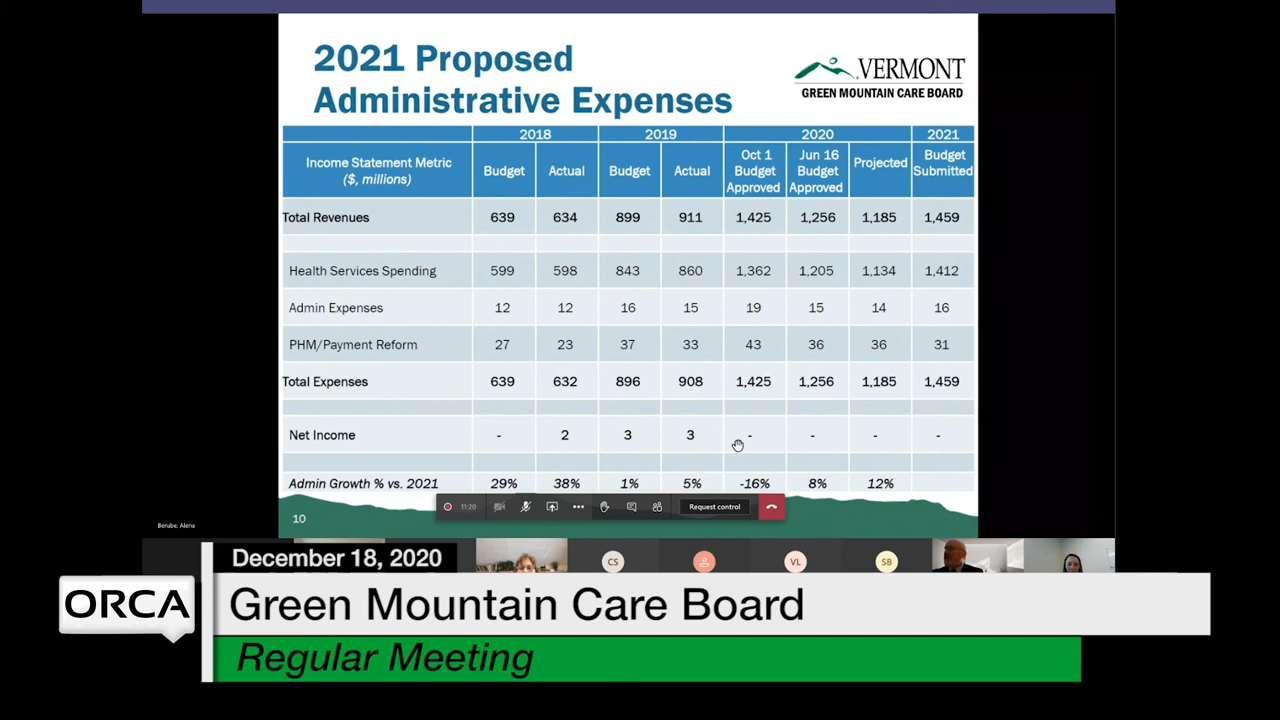 2021 Proposed
Administrative Expenses
VERMONT
GREEN MOUNTAIN CARE BOARD
2018 2019 2020 2021
Income Statement Metric
($, millions)
Budget Actual Budget Actual Oct 1 Budget Approved Jun 16 Budget Approved Projected Budget Submitted
Total Revenues 639 634 899 911 1,425 1,256 1,185 1,459
Health Services Spending 599 598 843 860 1,362 1,205 1,134 1,412
Admin Expenses 12 12 16 15 19 15 14 16
PHM/Payment Reform 27 23 37 33 43 36 36 31
Total Expenses 639 632 896 908 1,425 1,256 1,185 1,459
Net Income - 2 3 3 - - - -
Admin Growth % vs. 2021 29% 38% 1% 5% -16% 8% 12%
11:20 Request control
10
Berube, Alena
CS VL SB
December 18, 2020
ORCA
Green Mountain Care Board
Regular Meeting